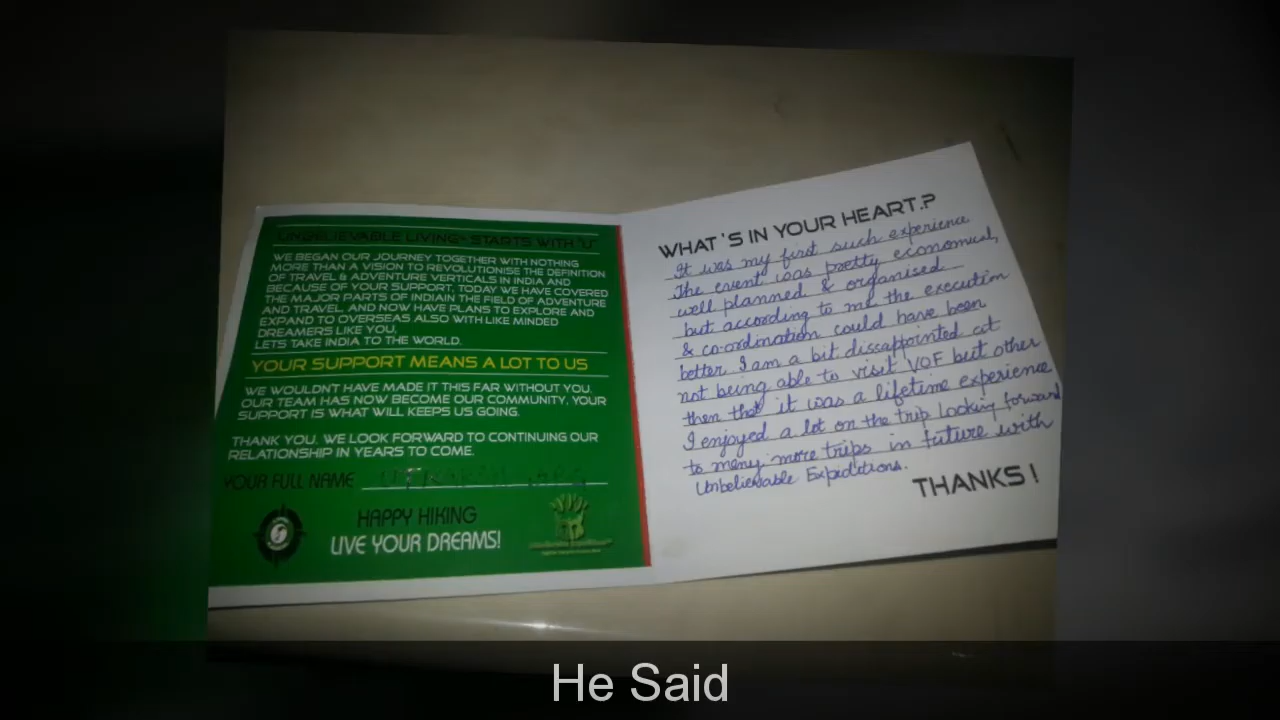 UNBELIEVABLE LIVING- STARTS WITH "U"
WE BEGAN OUR JOURNEY TOGETHER WITH NOTHING
MORE THAN A VISION TO REVOLUTIONISE THE DEFINITION
OF TRAVEL & ADVENTURE VERTICALS IN INDIA AND
BECAUSE OF YOUR SUPPORT, TODAY WE HAVE COVERED
THE MAJOR PARTS OF INDIAIN THE FIELD OF ADVENTURE
AND TRAVEL, AND NOW HAVE PLANS TO EXPLORE AND
EXPAND TO OVERSEAS ALSO WITH LIKE MINDED
DREAMERS LIKE YOU,
LETS TAKE INDIA TO THE WORLD.
YOUR SUPPORT MEANS A LOT TO US
WE WOULDN'T HAVE MADE IT THIS FAR WITHOUT YOU.
OUR TEAM HAS NOW BECOME OUR COMMUNITY, YOUR
SUPPORT IS WHAT WILL KEEPS US GOING.
THANK YOU. WE LOOK FORWARD TO CONTINUING OUR
RELATIONSHIP IN YEARS TO COME.
YOUR FULL NAME
HAPPY HIKING
LIVE YOUR DREAMS!
WHAT'S IN YOUR HEART.?
It was my first such experience
The event was pretty economical,
well planned & organised
but according to me the execution
& co-ordination could have been
better I am a bit dissappointed at
not being able to visit VOF but other
then that it was a lifetime experience
I enjoyed a lot on the trip Looking forward
to meny more trips in future with
Unbelievable Expeditions.
THANKS !
He Said